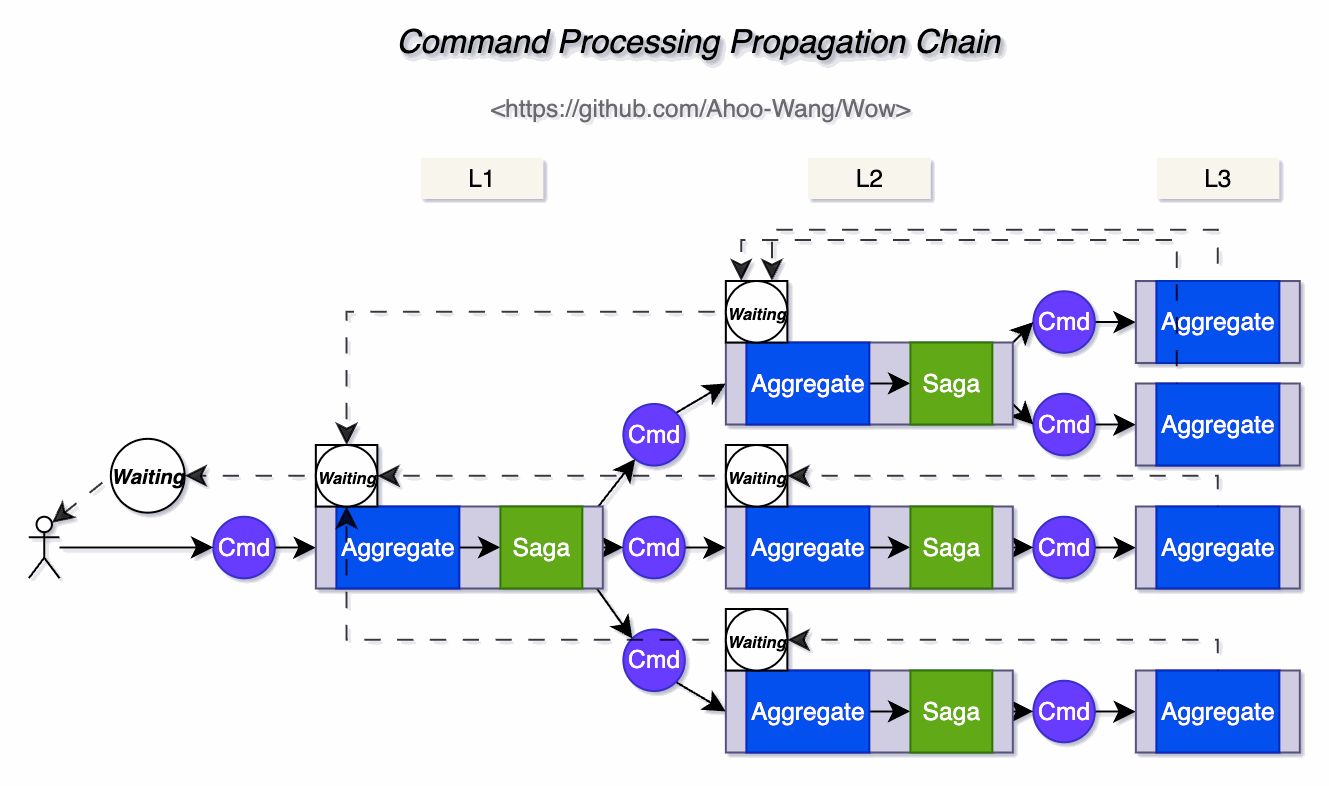 Command Processing Propagation Chain
<https://github.com/Ahoo-Wang/Wow>
L1
L2
L3
Waiting
Cmd
Aggregate
Aggregate
Saga
Cmd
Aggregate
Cmd
Waiting
Waiting
Waiting
Cmd
Aggregate
Saga
Cmd
Aggregate
Saga
Cmd
Aggregate
Waiting
Cmd
Aggregate
Saga
Cmd
Aggregate